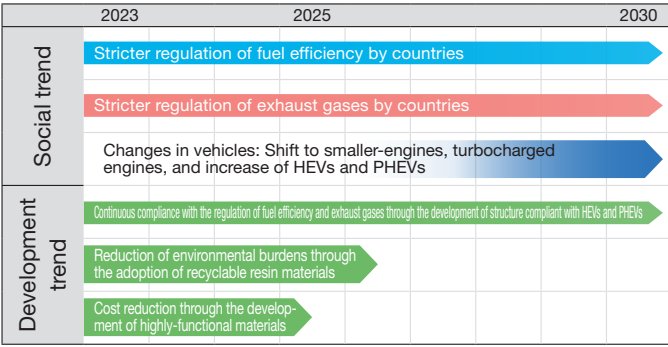 2023 2025 2030
Social trend
Stricter regulation of fuel efficiency by countries
Stricter regulation of exhaust gases by countries
Changes in vehicles: Shift to smaller-engines, turbocharged
engines, and increase of HEVs and PHEVs
Development
trend
Continuous compliance with the regulation of fuel efficiency and exhaust gases through the development of structure compliant with HEVs and PHEVs
Reduction of environmental burdens through
the adoption of recyclable resin materials
Cost reduction through the develop-
ment of highly-functional materials